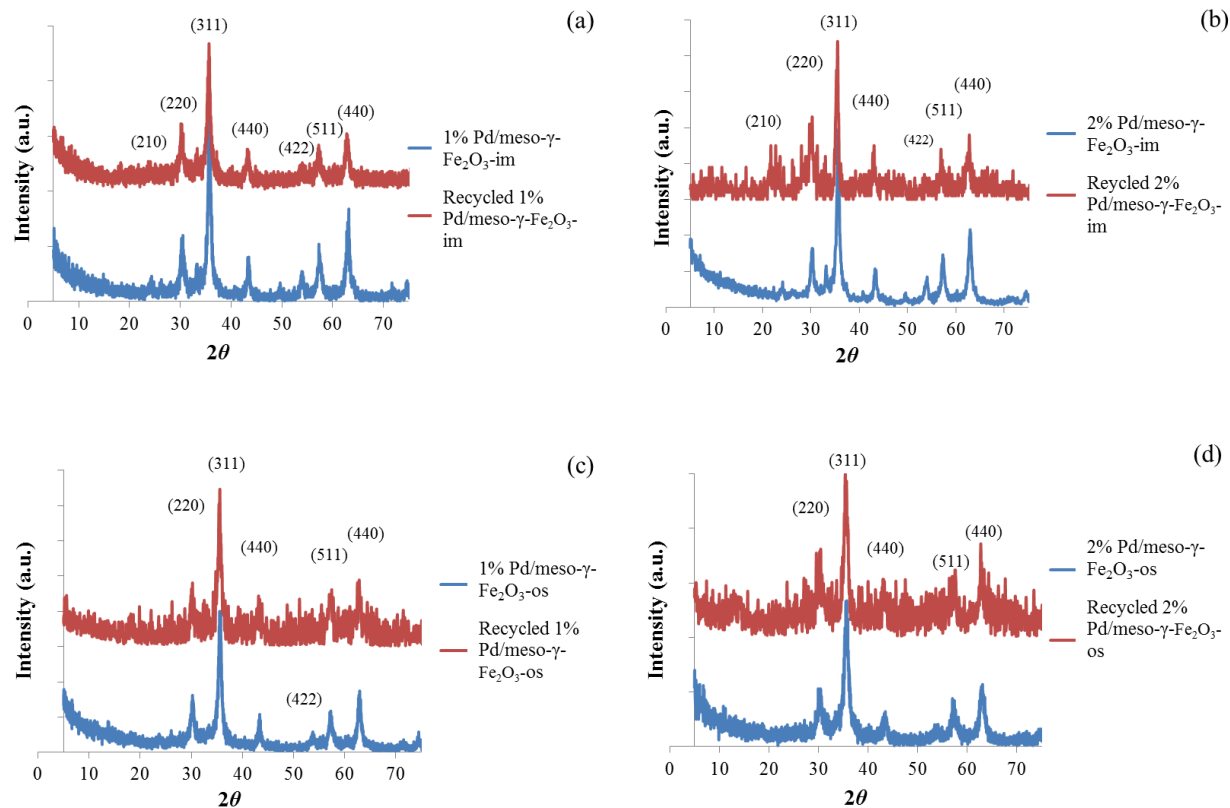 (a)
(311)
(220)
(440)
(511)
(440)
(210)
(422)
Intensity (a.u.)
0 10 20 30 40 50 60 70
2θ
1% Pd/meso-γ-
Fe₂O₃-im
Recycled 1%
Pd/meso-γ-Fe₂O₃-
im
(b)
(311)
(220)
(440)
(440)
(210)
(511)
(422)
Intensity (a.u.)
0 10 20 30 40 50 60 70
2θ
2% Pd/meso-γ-
Fe₂O₃-im
Reycled 2%
Pd/meso-γ-Fe₂O₃-
im
(c)
(311)
(220)
(440)
(511)
(440)
(422)
Intensity (a.u.)
0 10 20 30 40 50 60 70
2θ
1% Pd/meso-γ-
Fe₂O₃-os
Recycled 1%
Pd/meso-γ-
Fe₂O₃-os
(d)
(311)
(220)
(440)
(440)
(511)
Intensity (a.u.)
0 10 20 30 40 50 60 70
2θ
2% Pd/meso-γ-
Fe₂O₃-os
Recycled 2%
Pd/meso-γ-Fe₂O₃-
os